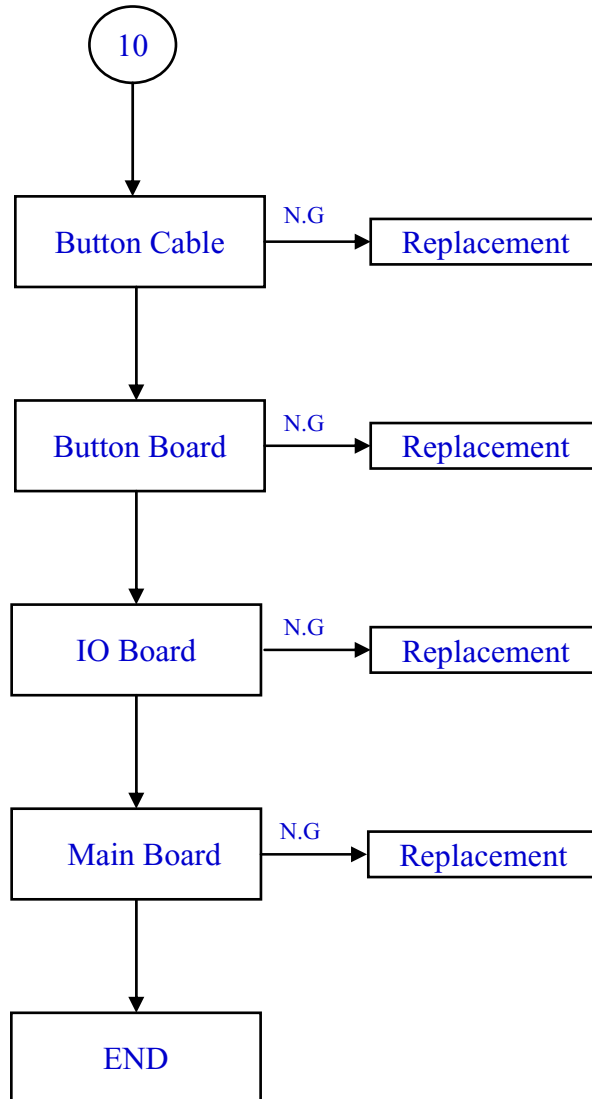 10
Button Cable
N.G
Replacement
Button Board
N.G
Replacement
IO Board
N.G
Replacement
Main Board
N.G
Replacement
END